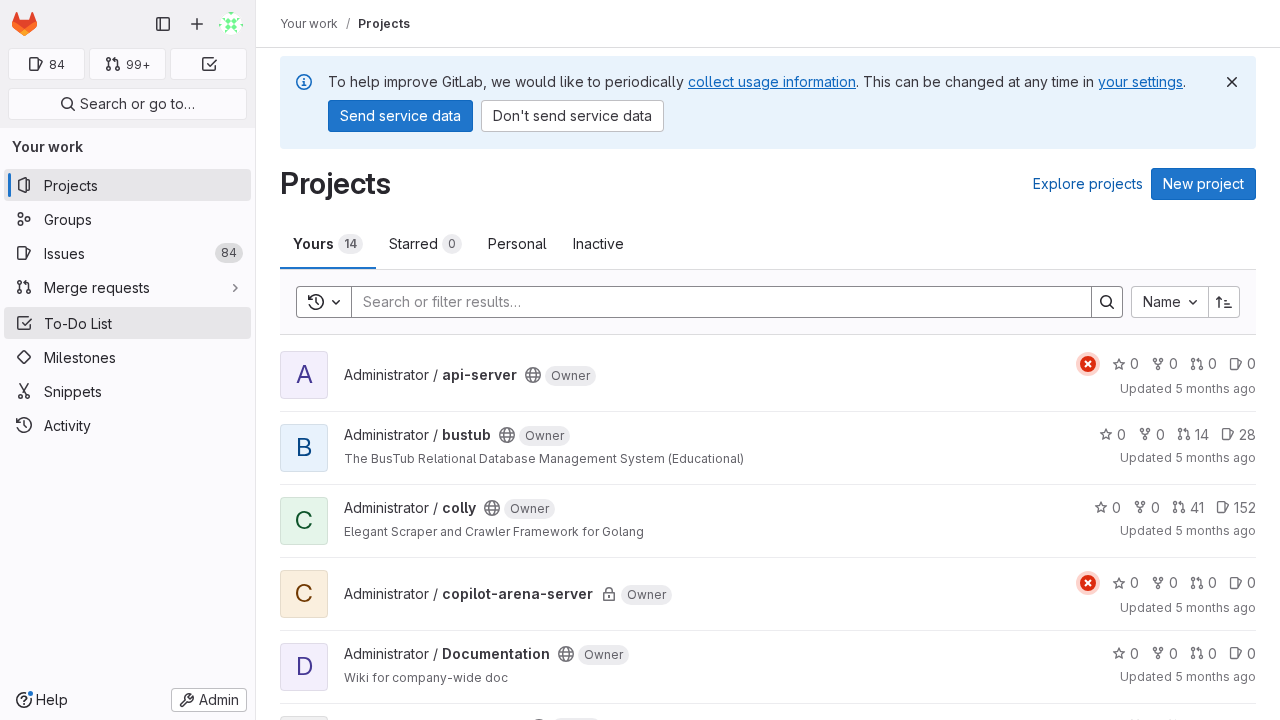 84
99+
Search or go to…
Your work
Projects
Groups
Issues 84
Merge requests
To-Do List
Milestones
Snippets
Activity
Help
Admin
Your work / Projects
To help improve GitLab, we would like to periodically collect usage information. This can be changed at any time in your settings.
Send service data
Don't send service data
Projects
Explore projects
New project
Yours 14
Starred 0
Personal
Inactive
Search or filter results…
Name
A
Administrator / api-server
Owner
0 0 0 0
Updated 5 months ago
B
Administrator / bustub
Owner
The BusTub Relational Database Management System (Educational)
0 0 14 28
Updated 5 months ago
C
Administrator / colly
Owner
Elegant Scraper and Crawler Framework for Golang
0 0 41 152
Updated 5 months ago
C
Administrator / copilot-arena-server
Owner
0 0 0 0
Updated 5 months ago
D
Administrator / Documentation
Owner
Wiki for company-wide doc
0 0 0 0
Updated 5 months ago